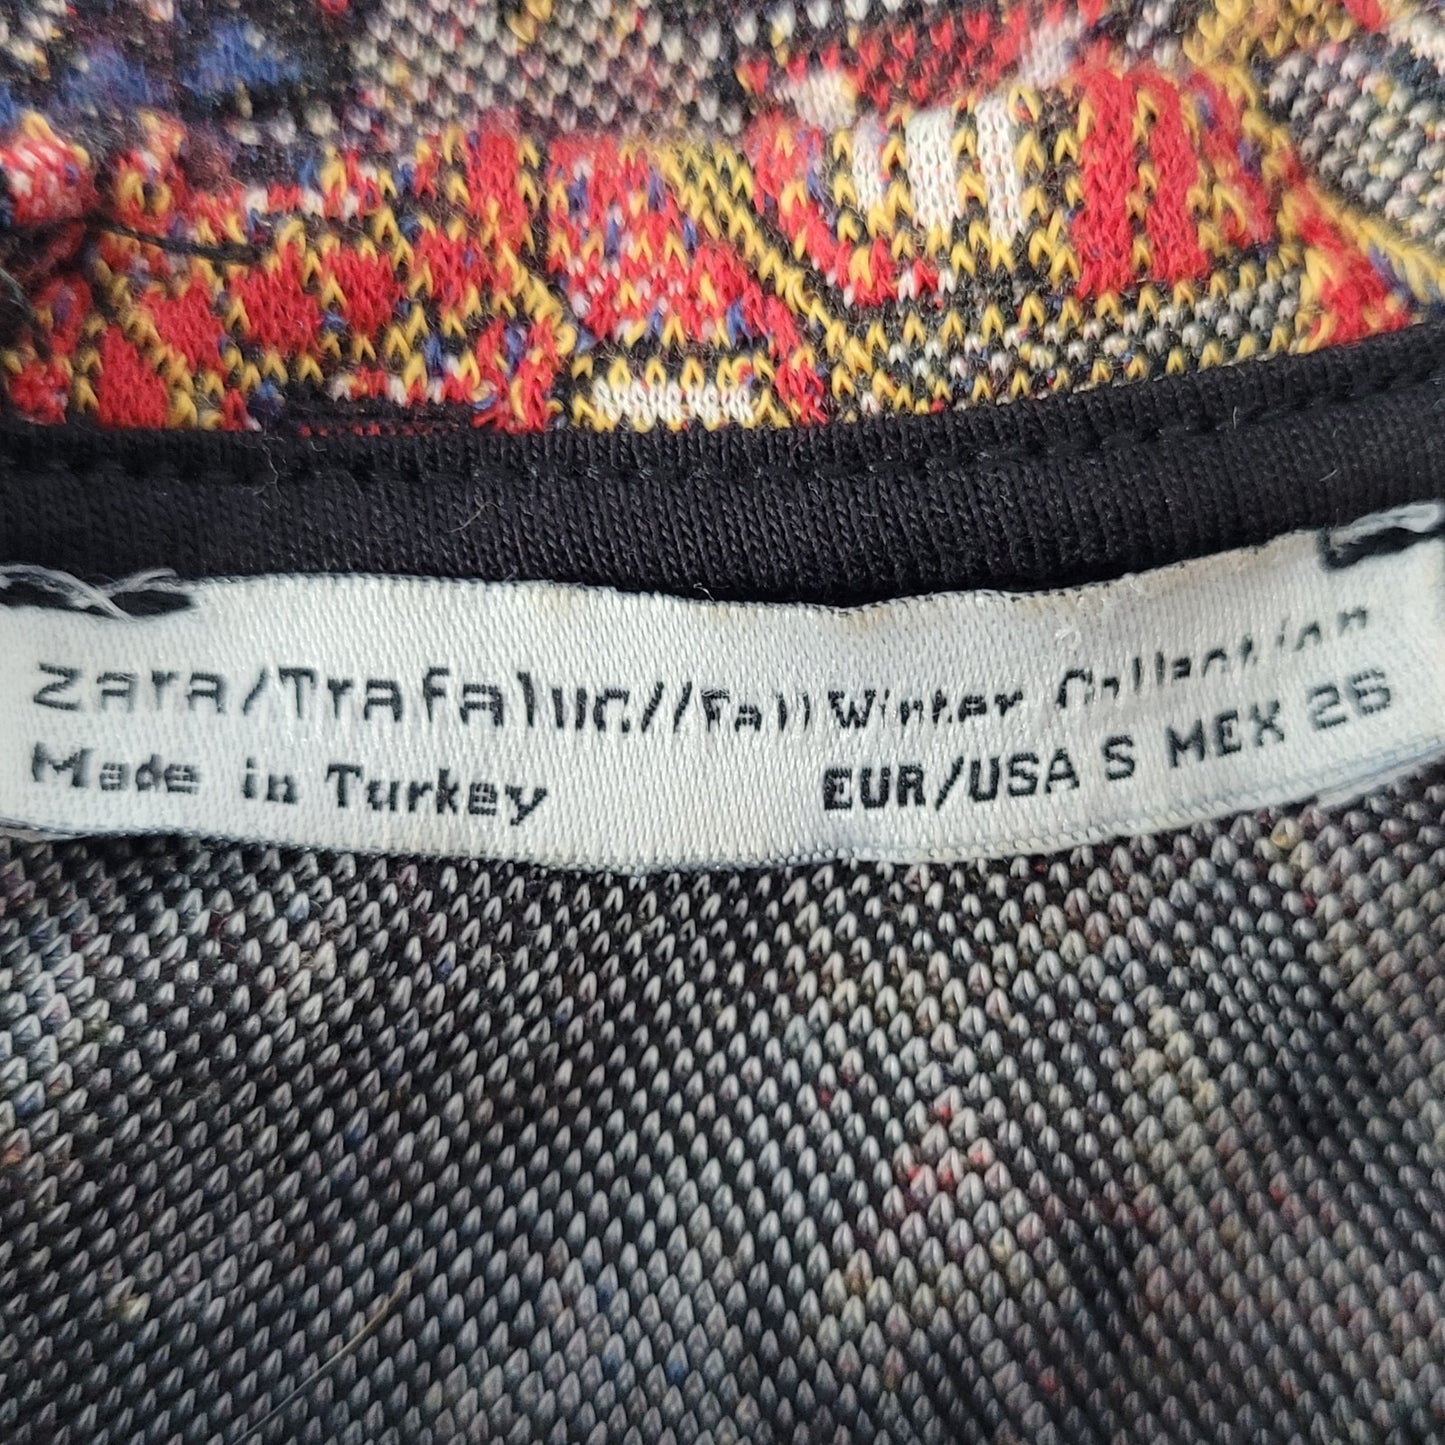 Zara/Trafaluc//Fall Winter Collection
Made in Turkey EUR/USA S MEX 26